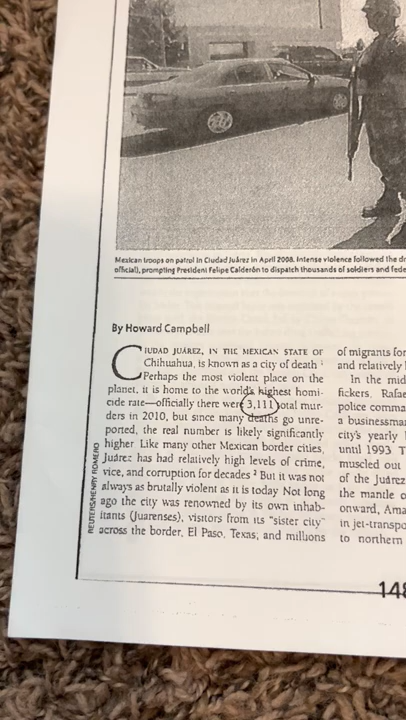 Mexican troops on patrol in Ciudad Juárez in April 2008. Intense violence followed the
official), prompting President Felipe Calderón to dispatch thousands of soldiers and
By Howard Campbell
CIUDAD JUÁREZ, IN THE MEXICAN STATE OF
Chihuahua, is known as a city of death 1
Perhaps the most violent place on the
planet, it is home to the world's highest homi-
cide rate—officially there were 3,111 total mur-
ders in 2010, but since many deaths go unre-
ported, the real number is likely significantly
higher Like many other Mexican border cities,
Juárez has had relatively high levels of crime,
vice, and corruption for decades 2 But it was not
always as brutally violent as it is today Not long
ago the city was renowned by its own inhab-
itants (Juarenses), visitors from its "sister city"
across the border, El Paso, Texas, and millions
of migrants
and relatively
In the mid
fickers.
police
a businessman
city's yearly
until 1993
muscled out
of the Juárez
the mantle
onward,
in
to northern
REUTERS/HENRY ROMERO
148